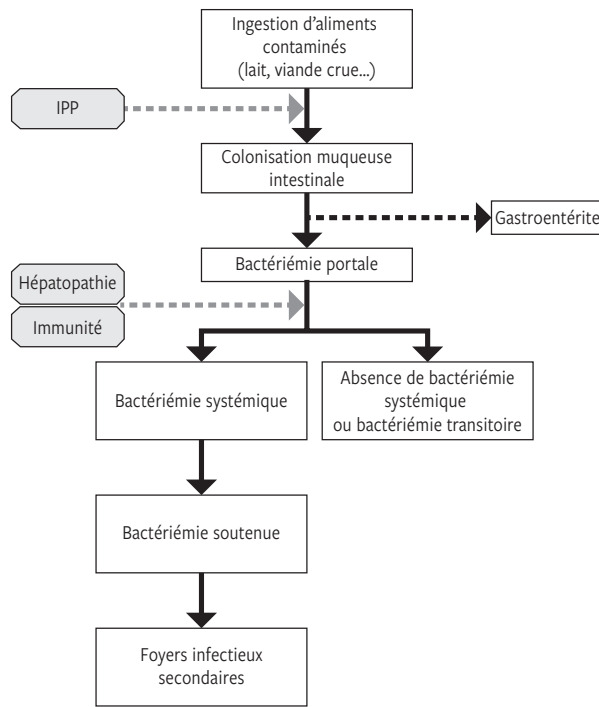 Ingestion d’aliments
contaminés
(lait, viande crue…)
IPP
Colonisation muqueuse
intestinale
Gastroentérite
Bactériémie portale
Hépatopathie
Immunité
Bactériémie systémique
Absence de bactériémie
systémique
ou bactériémie transitoire
Bactériémie soutenue
Foyers infectieux
secondaires